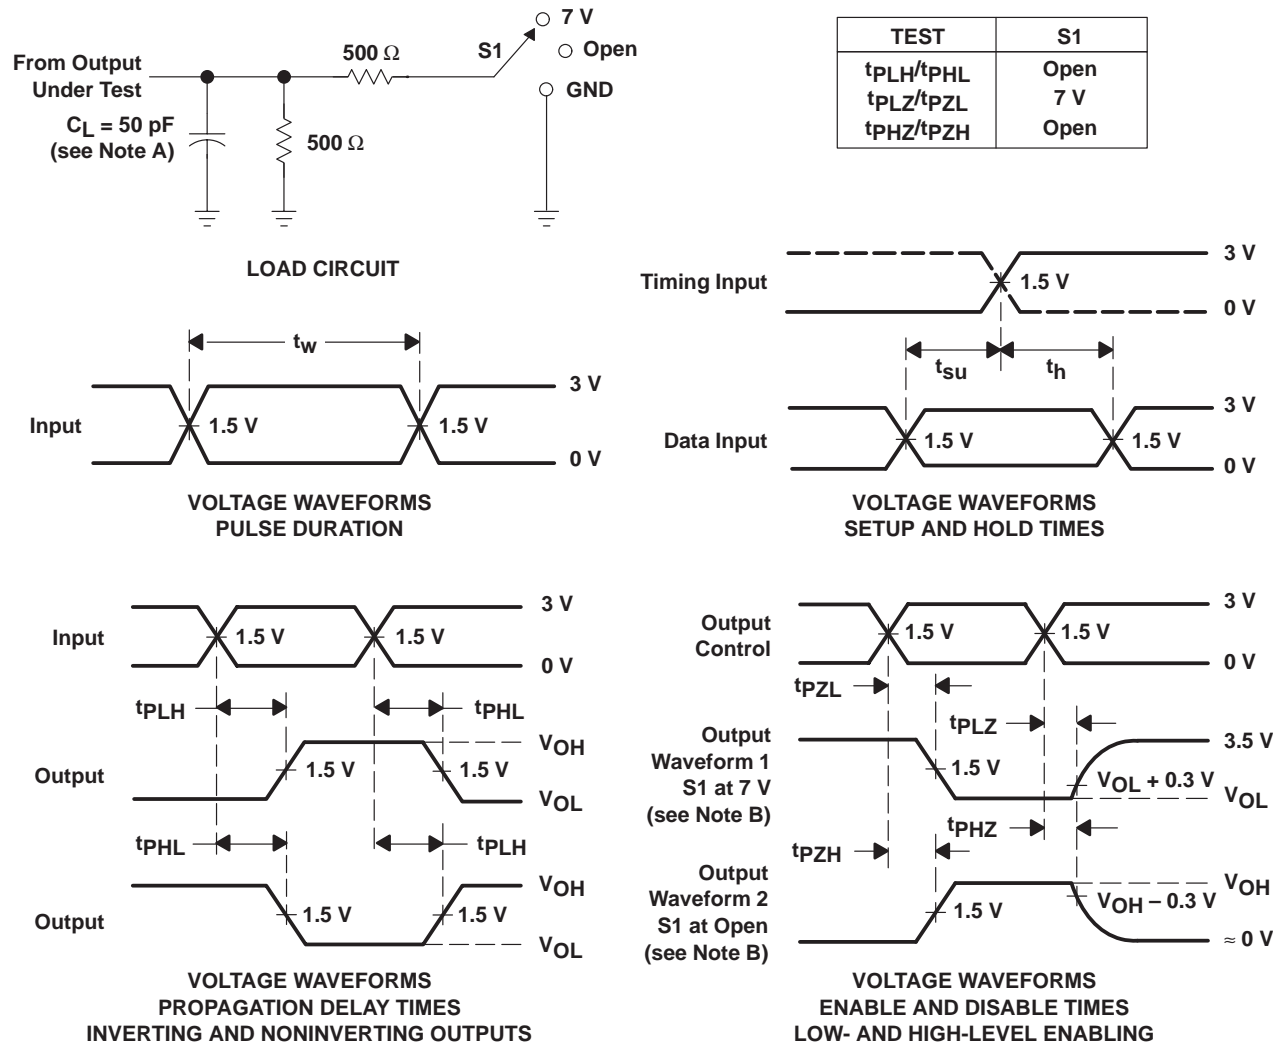 7 V
S1
Open
GND
500 Ω
From Output
Under Test
CL = 50 pF
(see Note A)
500 Ω
LOAD CIRCUIT
TEST S1
tPLH/tPHL Open
tPLZ/tPZL 7 V
tPHZ/tPZH Open
Timing Input
1.5 V
3 V
0 V
tsu
th
Data Input
1.5 V
1.5 V
3 V
0 V
VOLTAGE WAVEFORMS
SETUP AND HOLD TIMES
tw
Input
1.5 V
1.5 V
3 V
0 V
VOLTAGE WAVEFORMS
PULSE DURATION
Input
1.5 V
1.5 V
3 V
0 V
tPLH
tPHL
Output
1.5 V
1.5 V
VOH
VOL
tPHL
tPLH
Output
1.5 V
1.5 V
VOH
VOL
VOLTAGE WAVEFORMS
PROPAGATION DELAY TIMES
INVERTING AND NONINVERTING OUTPUTS
Output
Control
1.5 V
1.5 V
3 V
0 V
tPZL
tPLZ
Output
Waveform 1
S1 at 7 V
(see Note B)
1.5 V
VOL + 0.3 V
3.5 V
VOL
tPZH
tPHZ
Output
Waveform 2
S1 at Open
(see Note B)
1.5 V
VOH – 0.3 V
VOH
≈ 0 V
VOLTAGE WAVEFORMS
ENABLE AND DISABLE TIMES
LOW- AND HIGH-LEVEL ENABLING